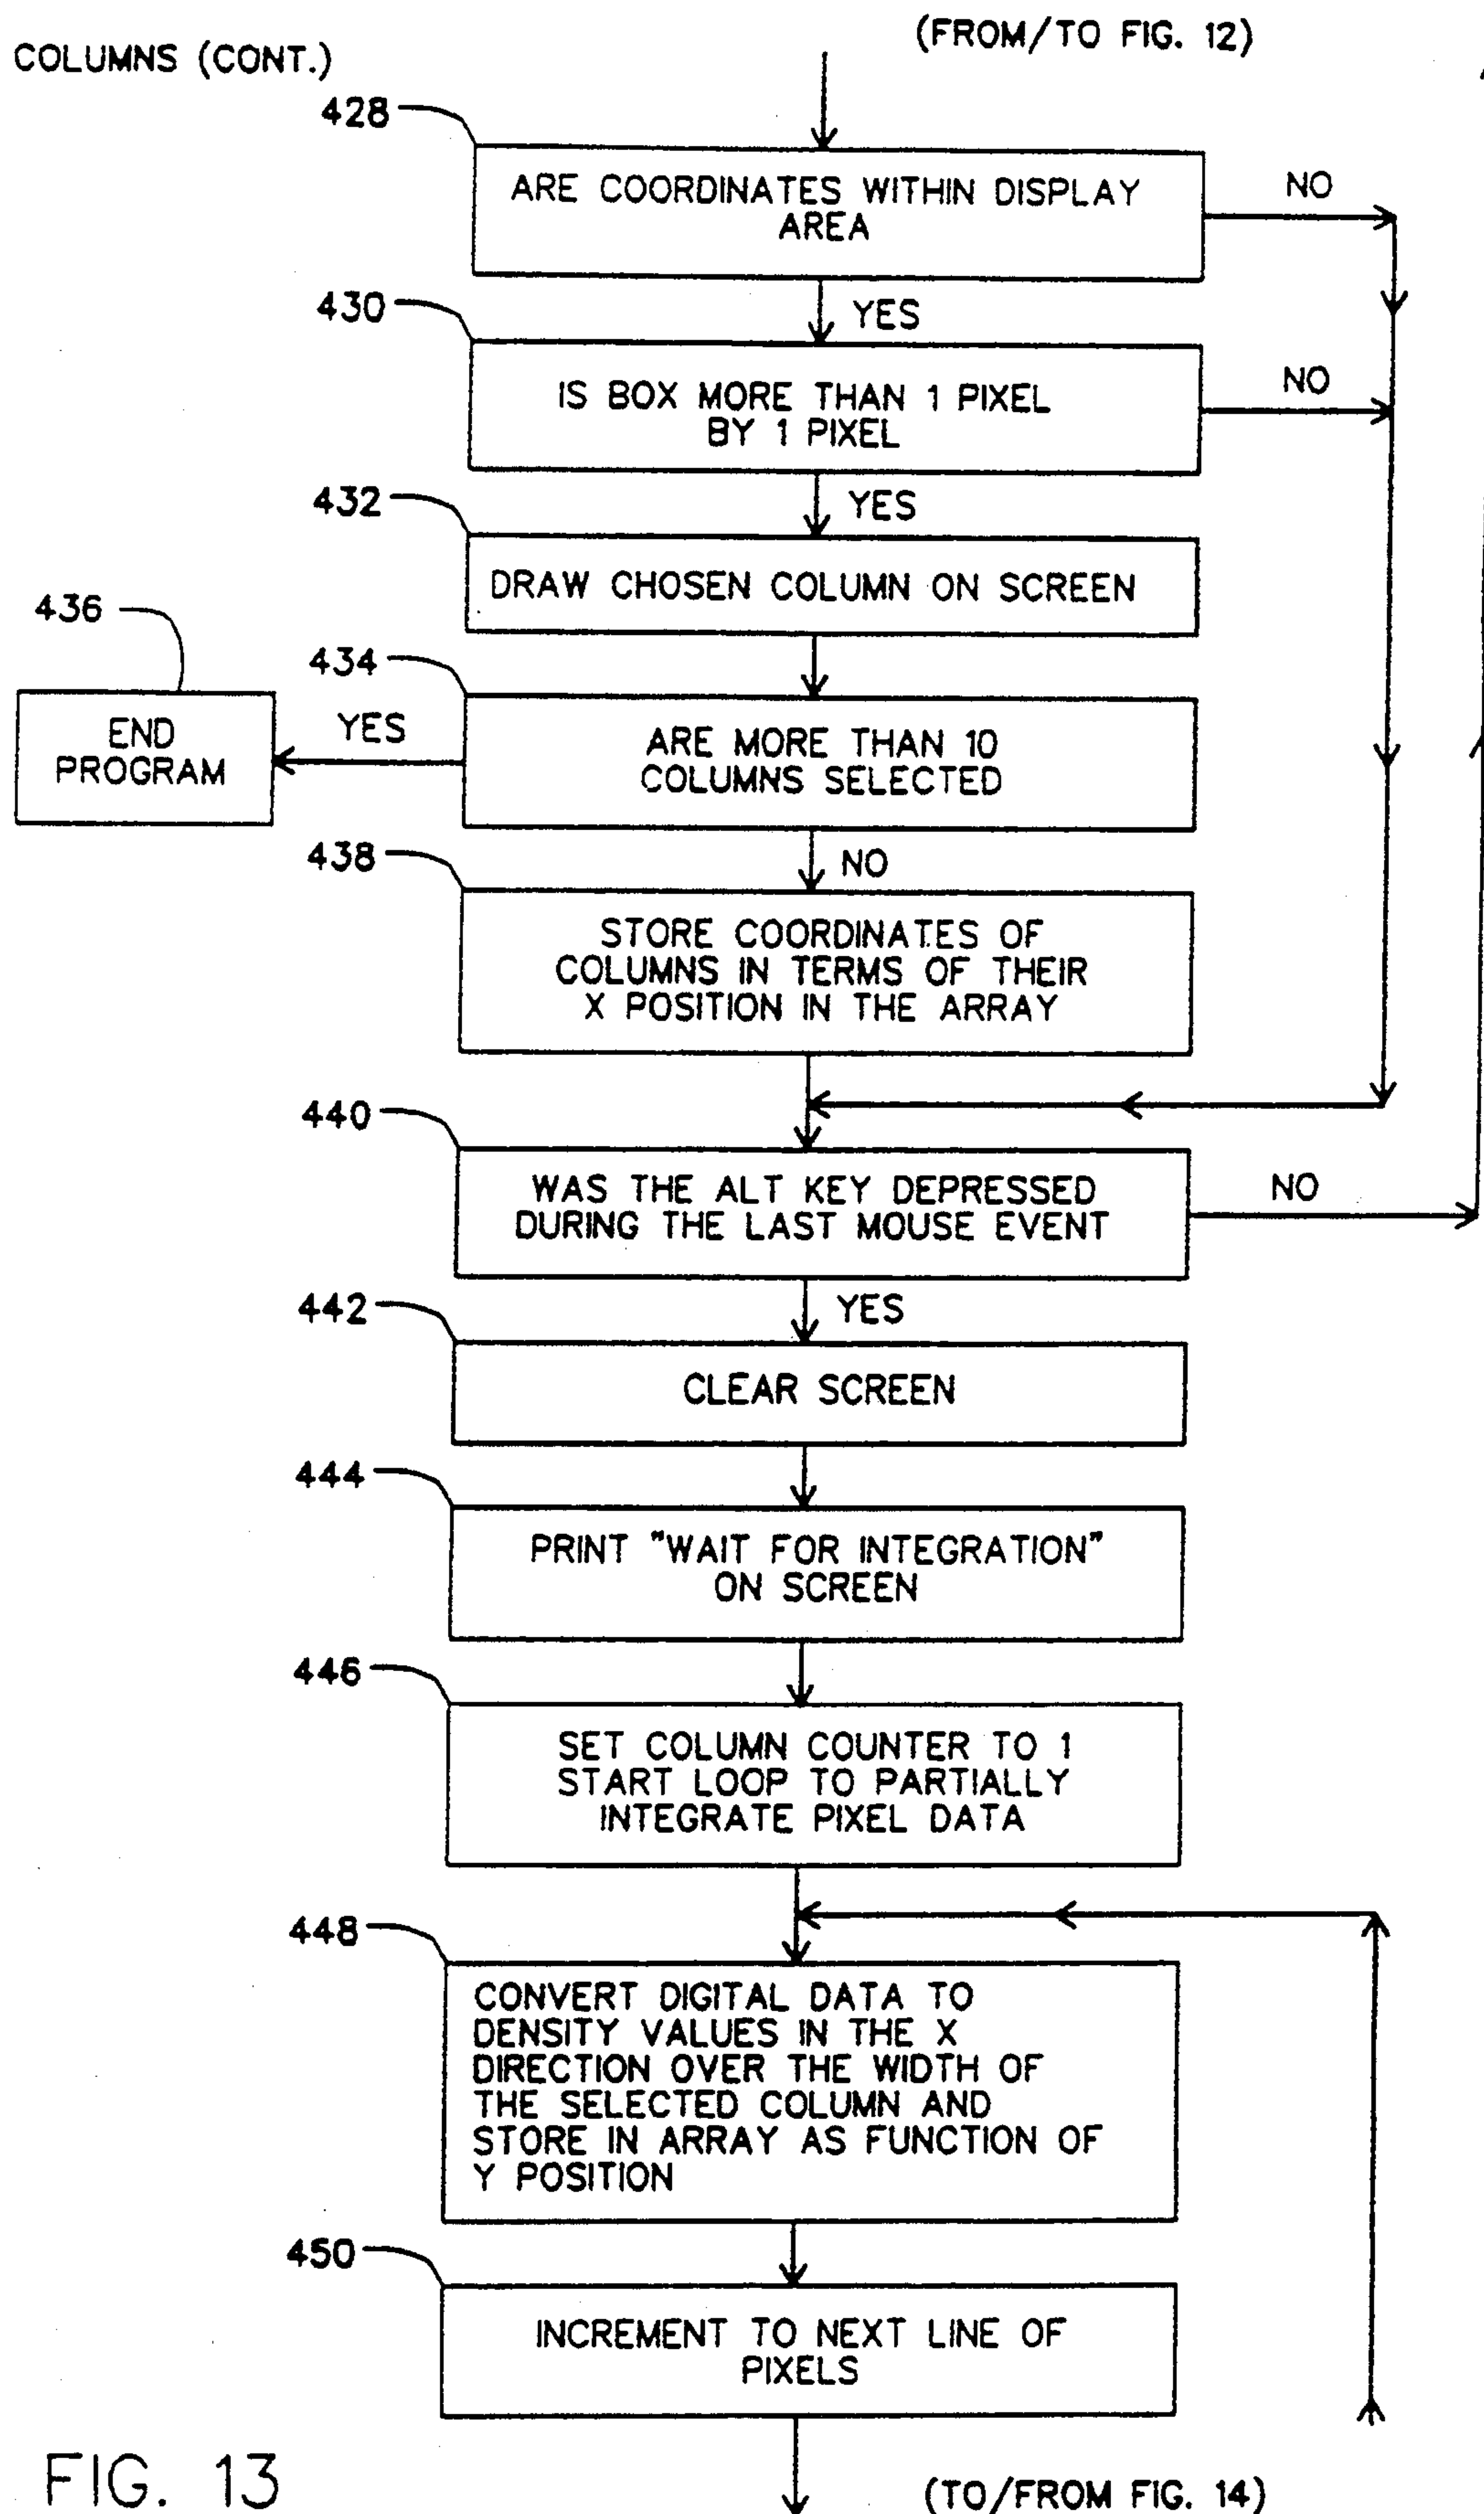 (FROM/TO FIG. 12)
COLUMNS (CONT.)
428
ARE COORDINATES WITHIN DISPLAY
AREA
NO
YES
430
IS BOX MORE THAN 1 PIXEL
BY 1 PIXEL
NO
YES
432
DRAW CHOSEN COLUMN ON SCREEN
434
ARE MORE THAN 10
COLUMNS SELECTED
YES
436
END
PROGRAM
NO
438
STORE COORDINATES OF
COLUMNS IN TERMS OF THEIR
X POSITION IN THE ARRAY
440
WAS THE ALT KEY DEPRESSED
DURING THE LAST MOUSE EVENT
NO
YES
442
CLEAR SCREEN
444
PRINT "WAIT FOR INTEGRATION"
ON SCREEN
446
SET COLUMN COUNTER TO 1
START LOOP TO PARTIALLY
INTEGRATE PIXEL DATA
448
CONVERT DIGITAL DATA TO
DENSITY VALUES IN THE X
DIRECTION OVER THE WIDTH OF
THE SELECTED COLUMN AND
STORE IN ARRAY AS FUNCTION OF
Y POSITION
450
INCREMENT TO NEXT LINE OF
PIXELS
FIG. 13
(TO/FROM FIG. 14)